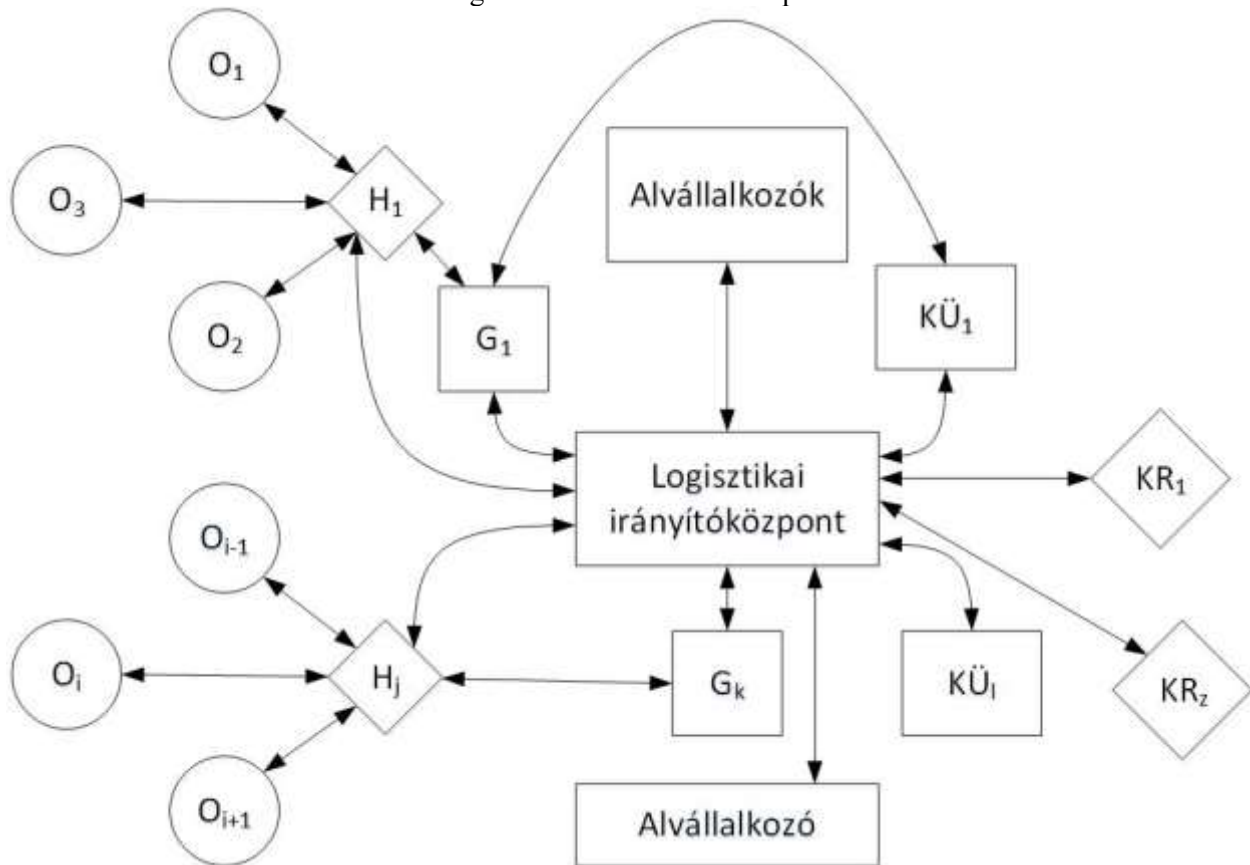 O₁
O₃
H₁
Alvállalkozók
O₂
G₁
KÜ₁
Logisztikai
irányítóközpont
KR₁
Oᵢ₋₁
Oᵢ
Hⱼ
Gₖ
KÜₗ
KR_z
Oᵢ₊₁
Alvállalkozó